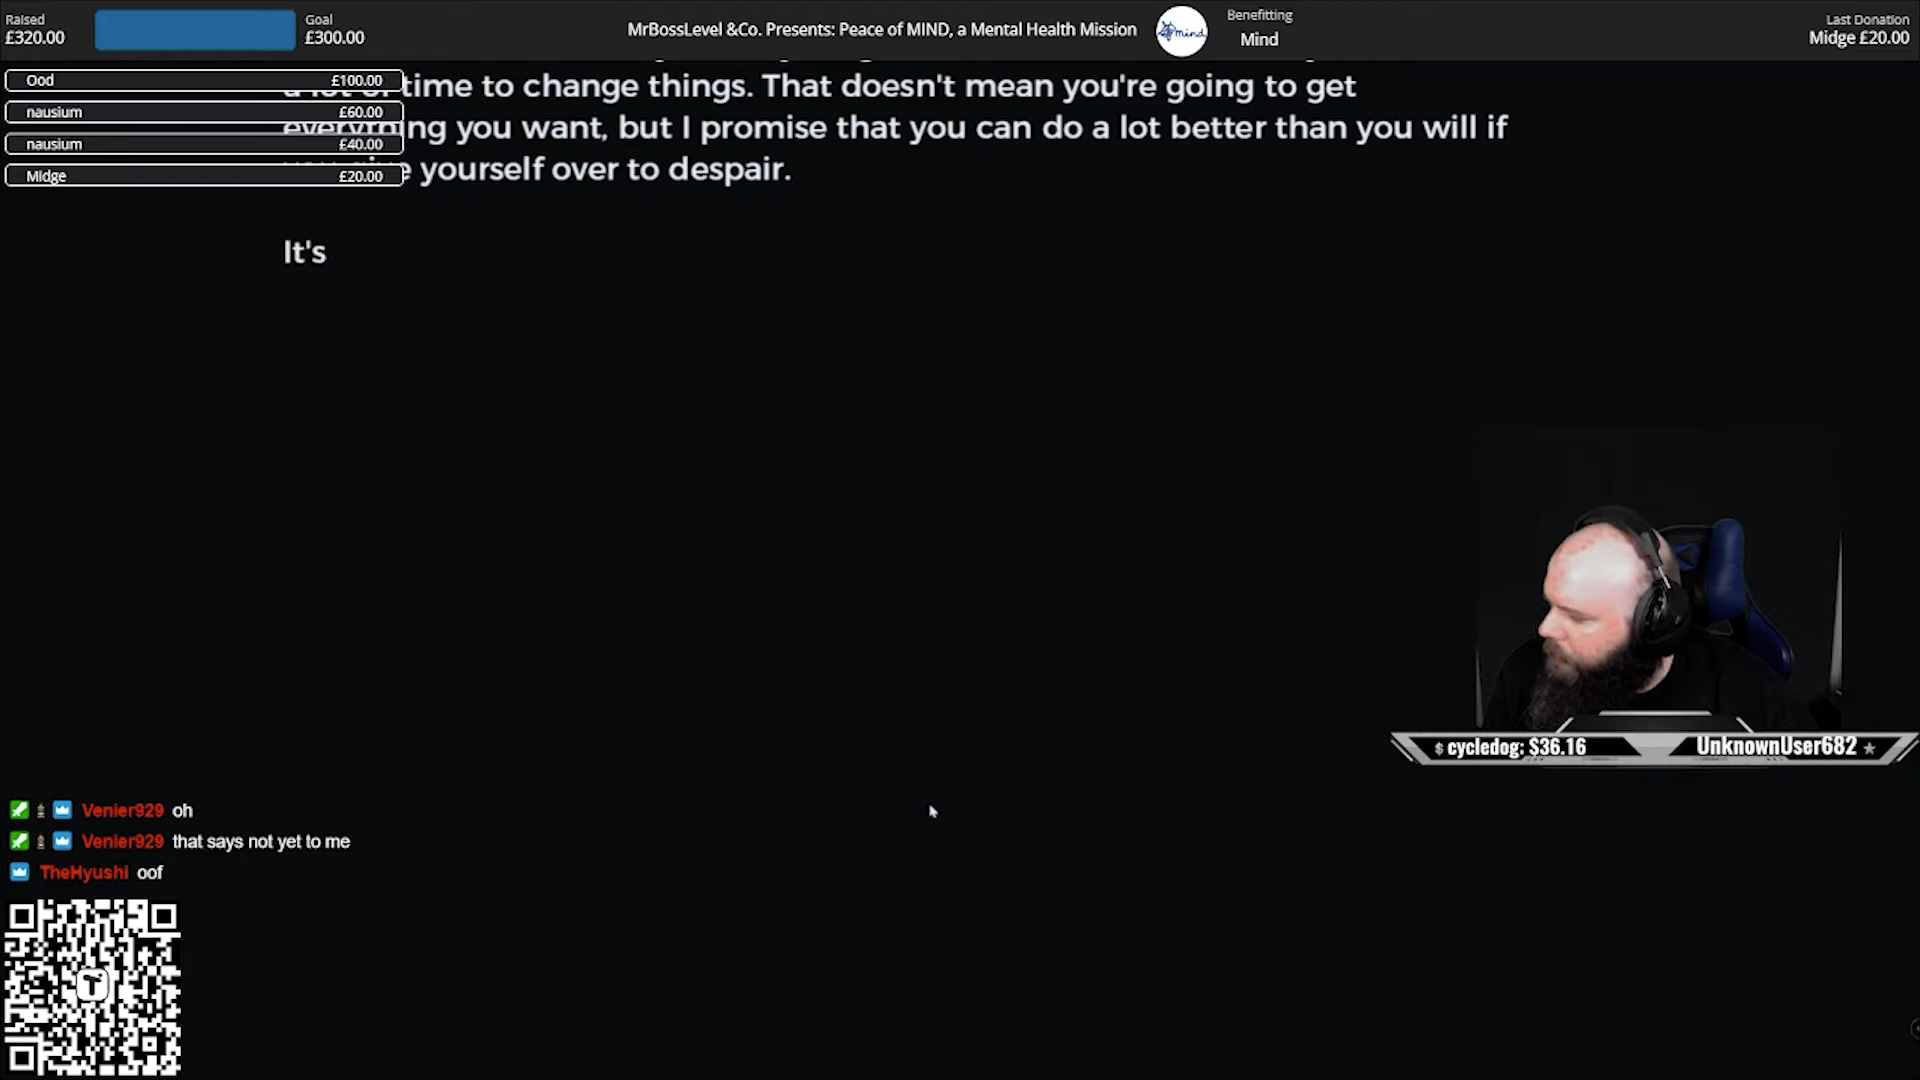 Raised
£320.00
Goal
£300.00
MrBossLevel &Co. Presents: Peace of MIND, a Mental Health Mission
mind
Benefitting
Mind
Last Donation
Midge £20.00
Ood £100.00
nausium £60.00
nausium £40.00
Midge £20.00
time to change things. That doesn't mean you're going to get
everything you want, but I promise that you can do a lot better than you will if
yourself over to despair.
It's
$ cycledog: $36.16
UnknownUser682
Venier929 oh
Venier929 that says not yet to me
TheHyushi oof